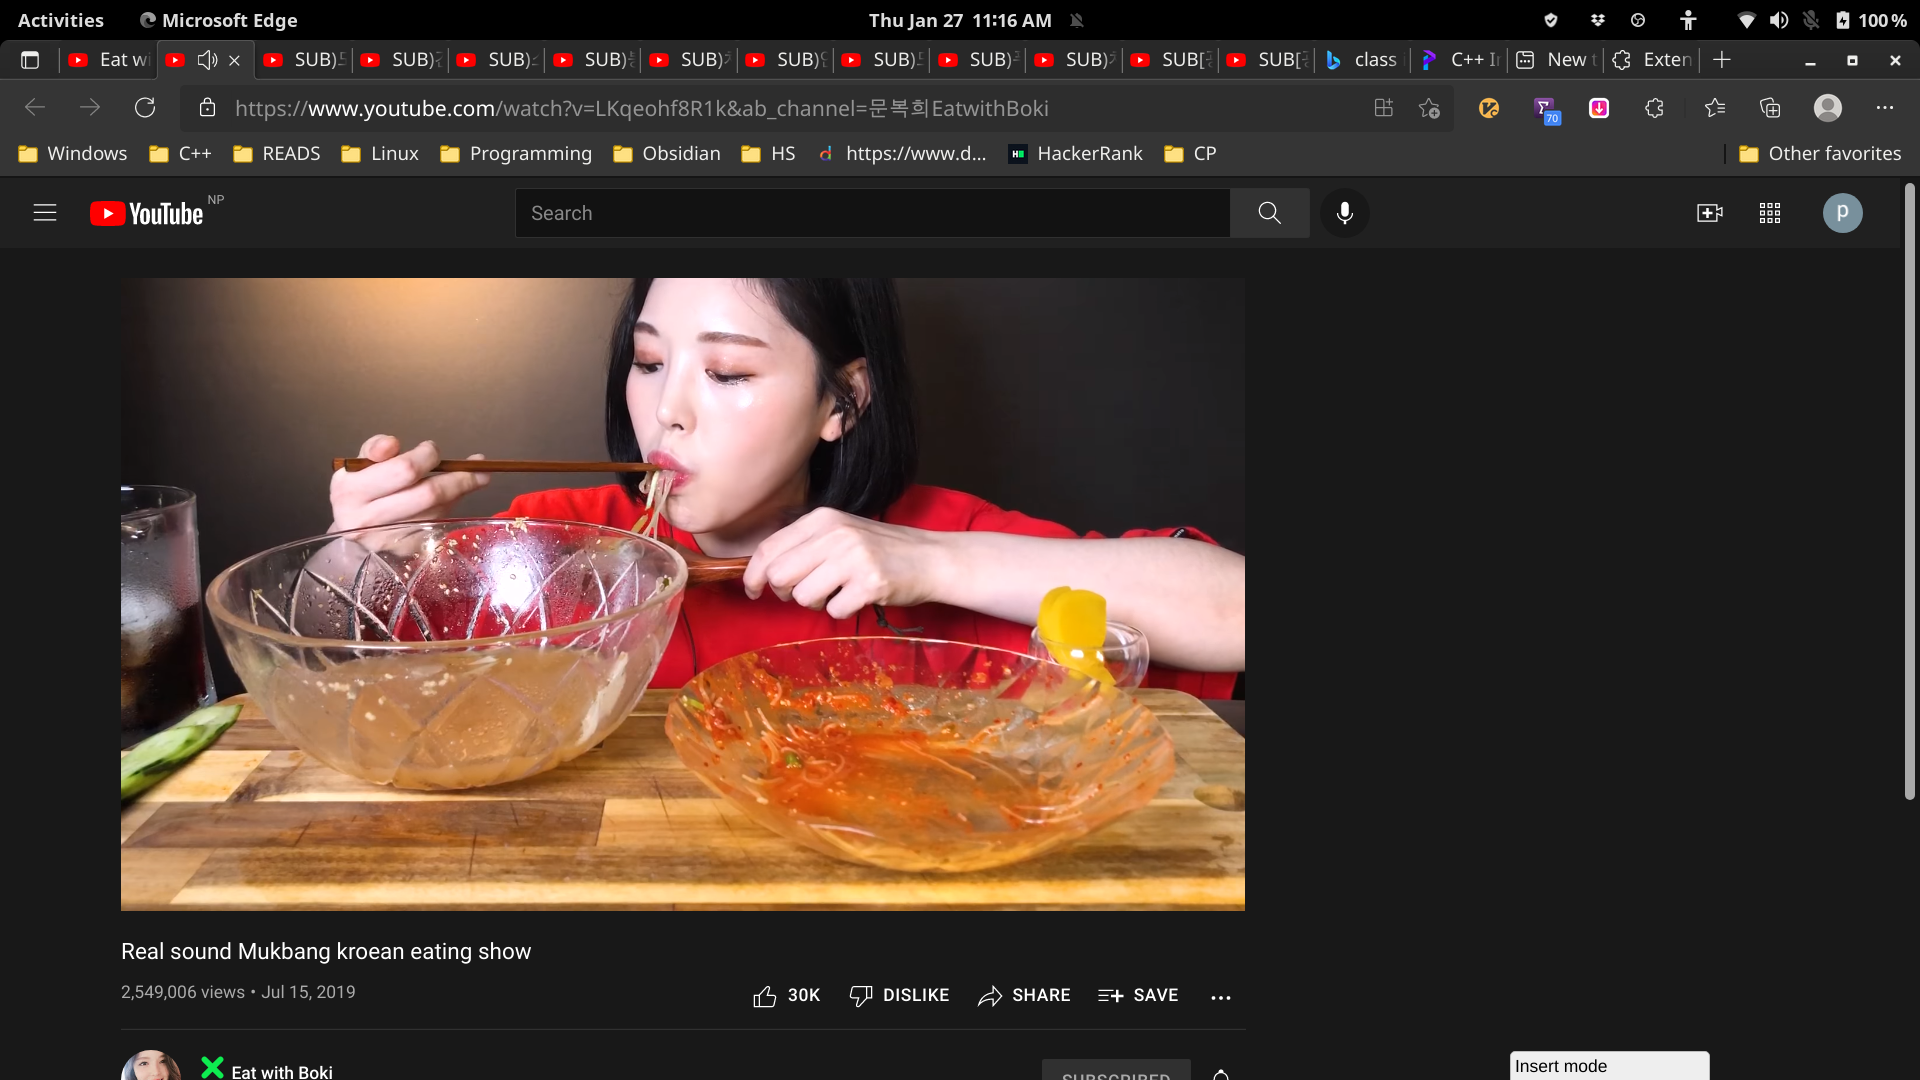 Activities Microsoft Edge Thu Jan 27 11:16 AM 100 %
Eat wi SUB) SUB) SUB) SUB) SUB) SUB) SUB) SUB) SUB) SUB[ SUB[ class C++ In New t Exten
https://www.youtube.com/watch?v=LKqeohf8R1k&ab_channel=문복희EatwithBoki 70
Windows C++ READS Linux Programming Obsidian HS https://www.d... HackerRank CP Other favorites
YouTube NP Search p
Real sound Mukbang kroean eating show
2,549,006 views • Jul 15, 2019 30K DISLIKE SHARE SAVE
Eat with Boki SUBSCRIBED
Insert mode